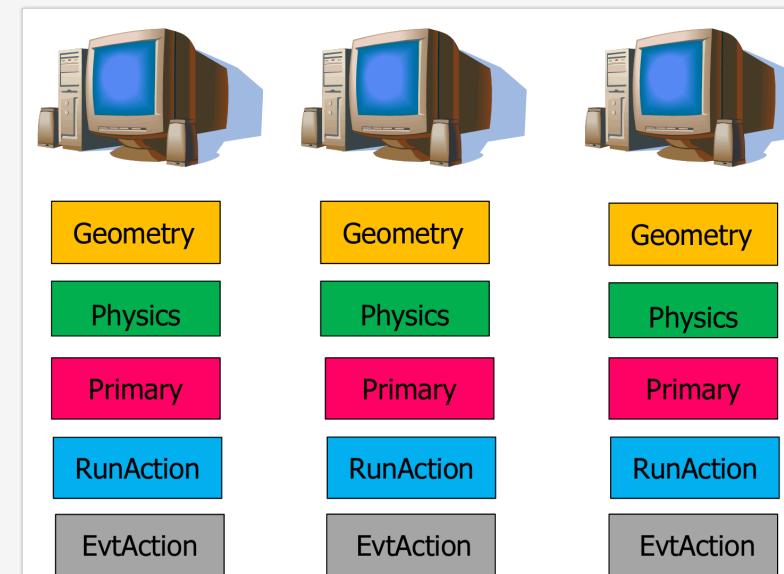 Geometry Geometry Geometry
Physics Physics Physics
Primary Primary Primary
RunAction RunAction RunAction
EvtAction EvtAction EvtAction